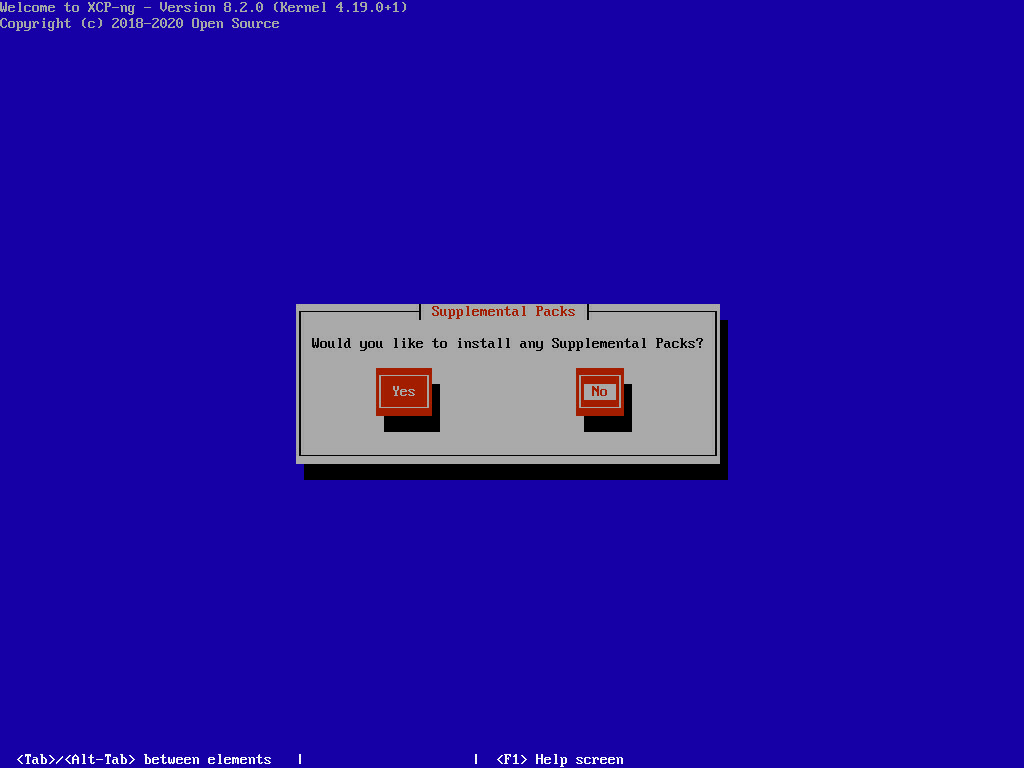 Welcome to XCP-ng - Version 8.2.0 (Kernel 4.19.0+1)
Copyright (c) 2018-2020 Open Source
Supplemental Packs
Would you like to install any Supplemental Packs?
Yes No
<Tab>/<Alt-Tab> between elements | | <F1> Help screen